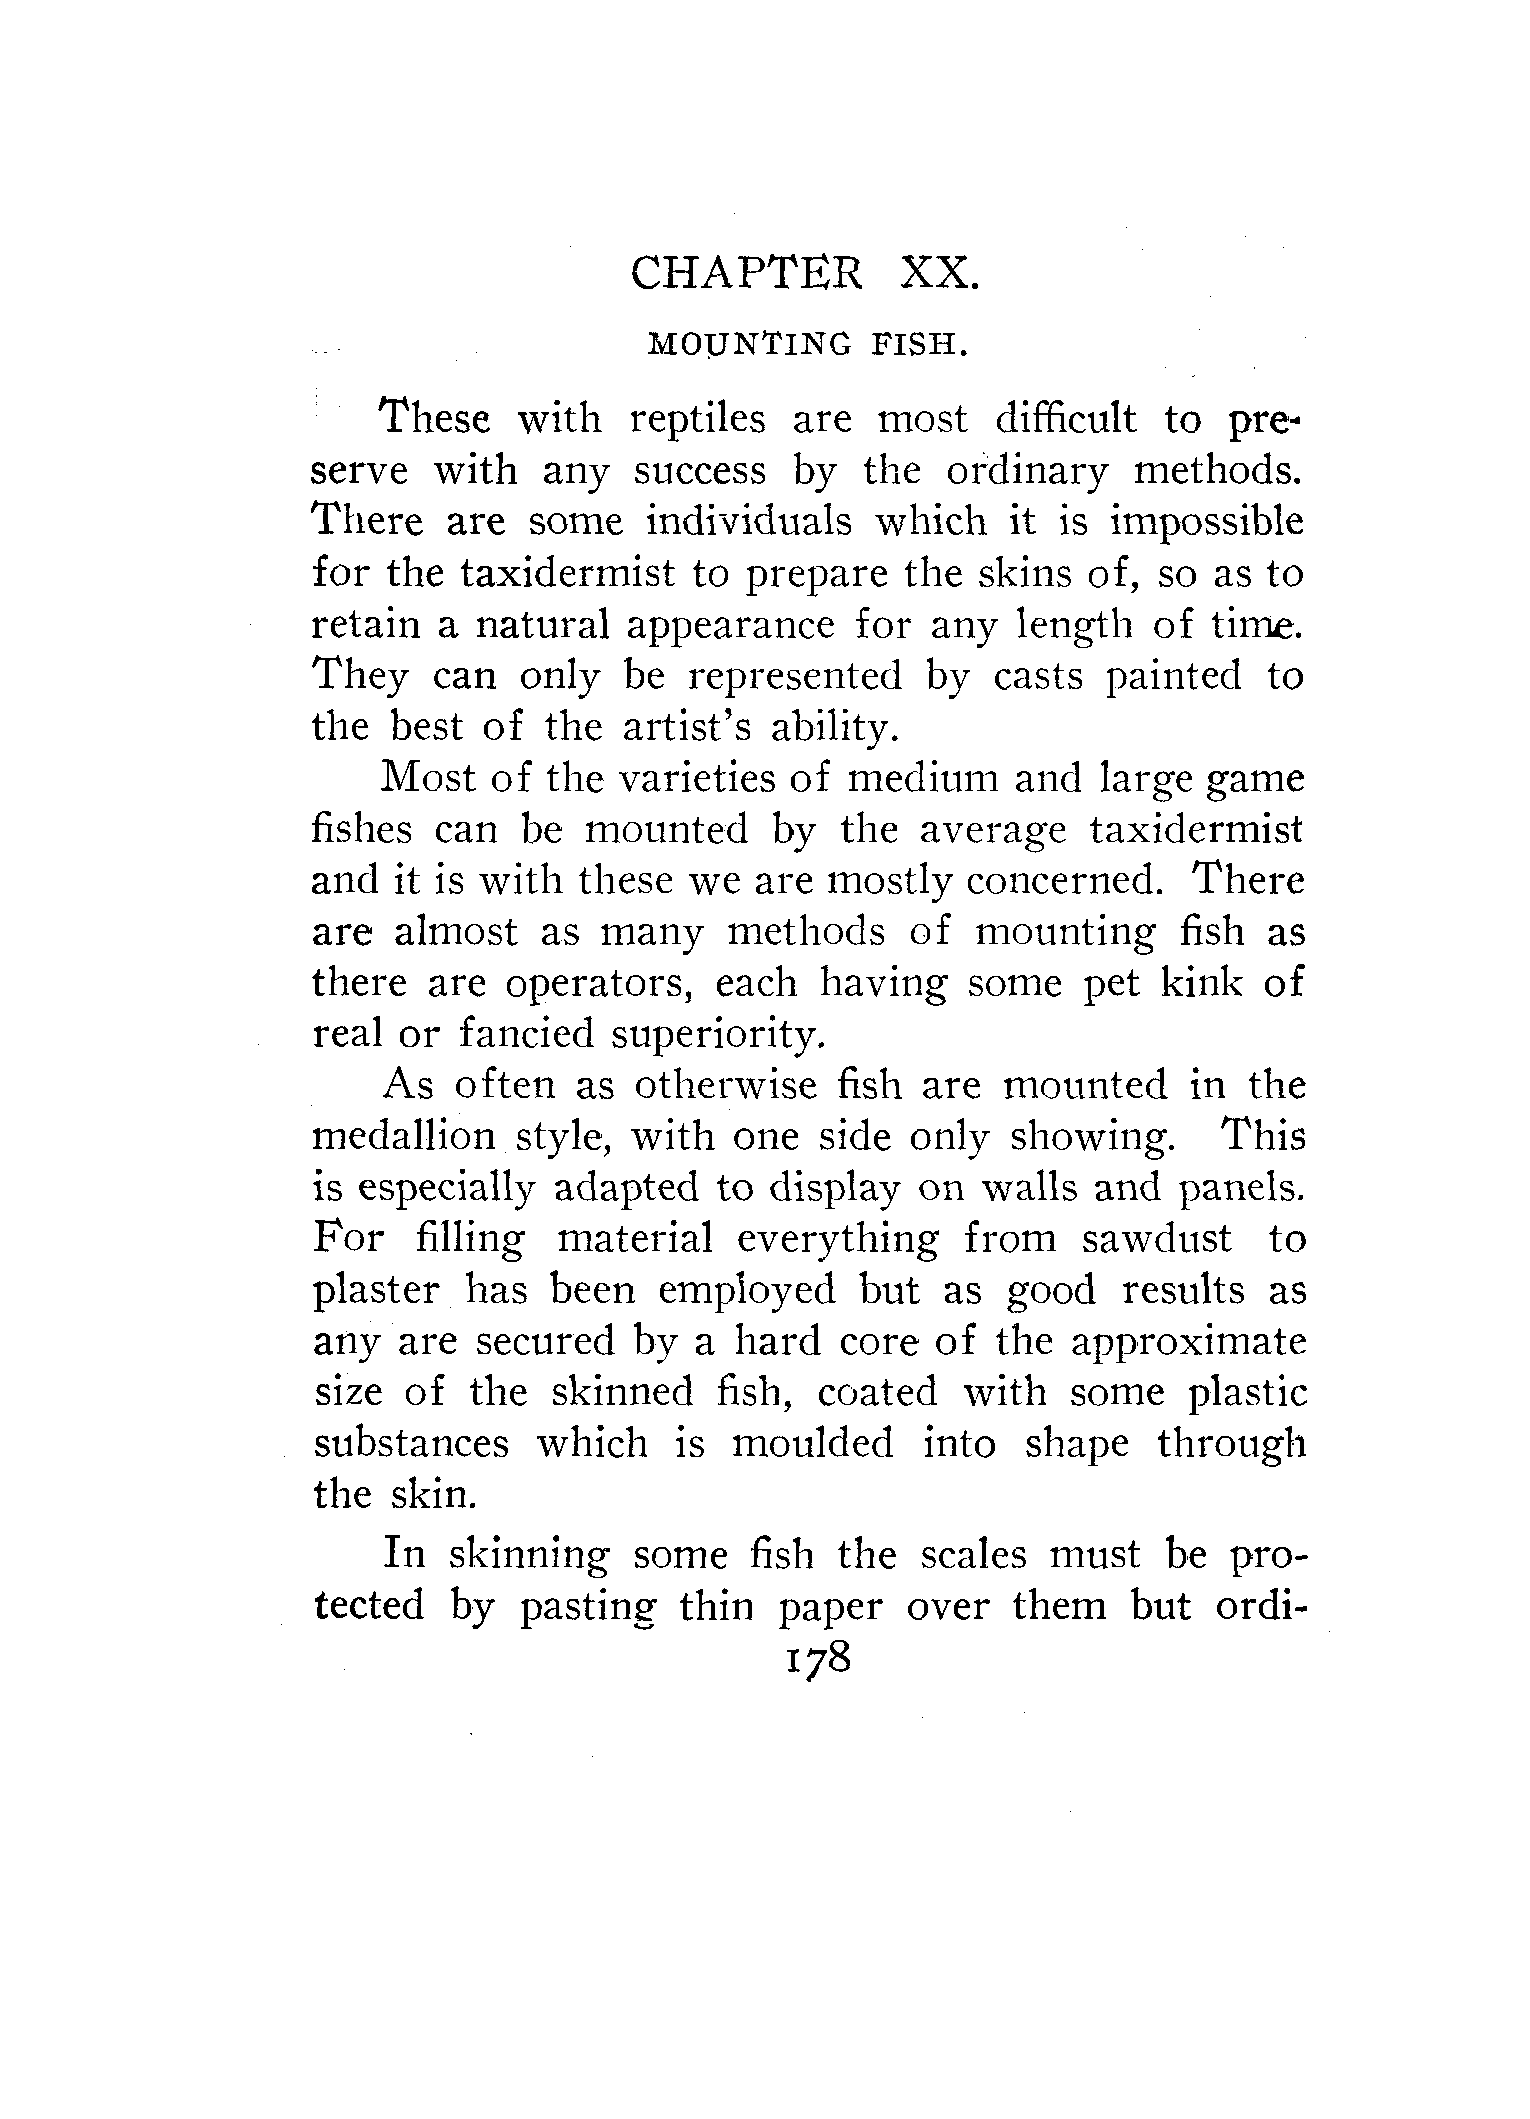 CHAPTER XX.
MOUNTING FISH.
These with reptiles are most difficult to pre-
serve with any success by the ordinary methods.
There are some individuals which it is impossible
for the taxidermist to prepare the skins of, so as to
retain a natural appearance for any length of time.
They can only be represented by casts painted to
the best of the artist's ability.
Most of the varieties of medium and large game
fishes can be mounted by the average taxidermist
and it is with these we are mostly concerned. There
are almost as many methods of mounting fish as
there are operators, each having some pet kink of
real or fancied superiority.
As often as otherwise fish are mounted in the
medallion style, with one side only showing. This
is especially adapted to display on walls and panels.
For filling material everything from sawdust to
plaster has been employed but as good results as
any are secured by a hard core of the approximate
size of the skinned fish, coated with some plastic
substances which is moulded into shape through
the skin.
In skinning some fish the scales must be pro-
tected by pasting thin paper over them but ordi-
178